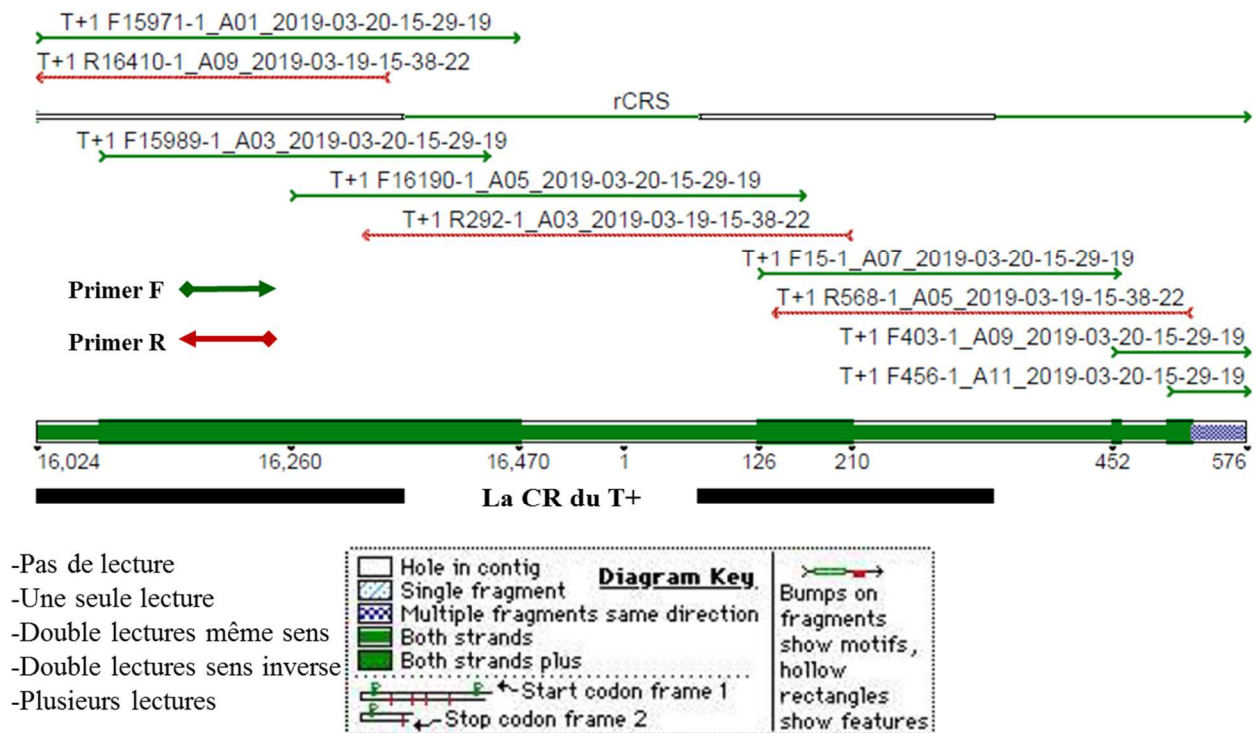 T+1 F15971-1_A01_2019-03-20-15-29-19
T+1 R16410-1_A09_2019-03-19-15-38-22
rCRS
T+1 F15989-1_A03_2019-03-20-15-29-19
T+1 F16190-1_A05_2019-03-20-15-29-19
T+1 R292-1_A03_2019-03-19-15-38-22
T+1 F15-1_A07_2019-03-20-15-29-19
Primer F
T+1 R568-1_A05_2019-03-19-15-38-22
Primer R
T+1 F403-1_A09_2019-03-20-15-29-19
T+1 F456-1_A11_2019-03-20-15-29-19
16,024 16,260 16,470 1 126 210 452 576
La CR du T+
-Pas de lecture
-Une seule lecture
-Double lectures même sens
-Double lectures sens inverse
-Plusieurs lectures
Diagram Key
Hole in contig
Single fragment
Multiple fragments same direction
Both strands
Both strands plus
Start codon frame 1
Stop codon frame 2
Bumps on
fragments
show motifs,
hollow
rectangles
show features